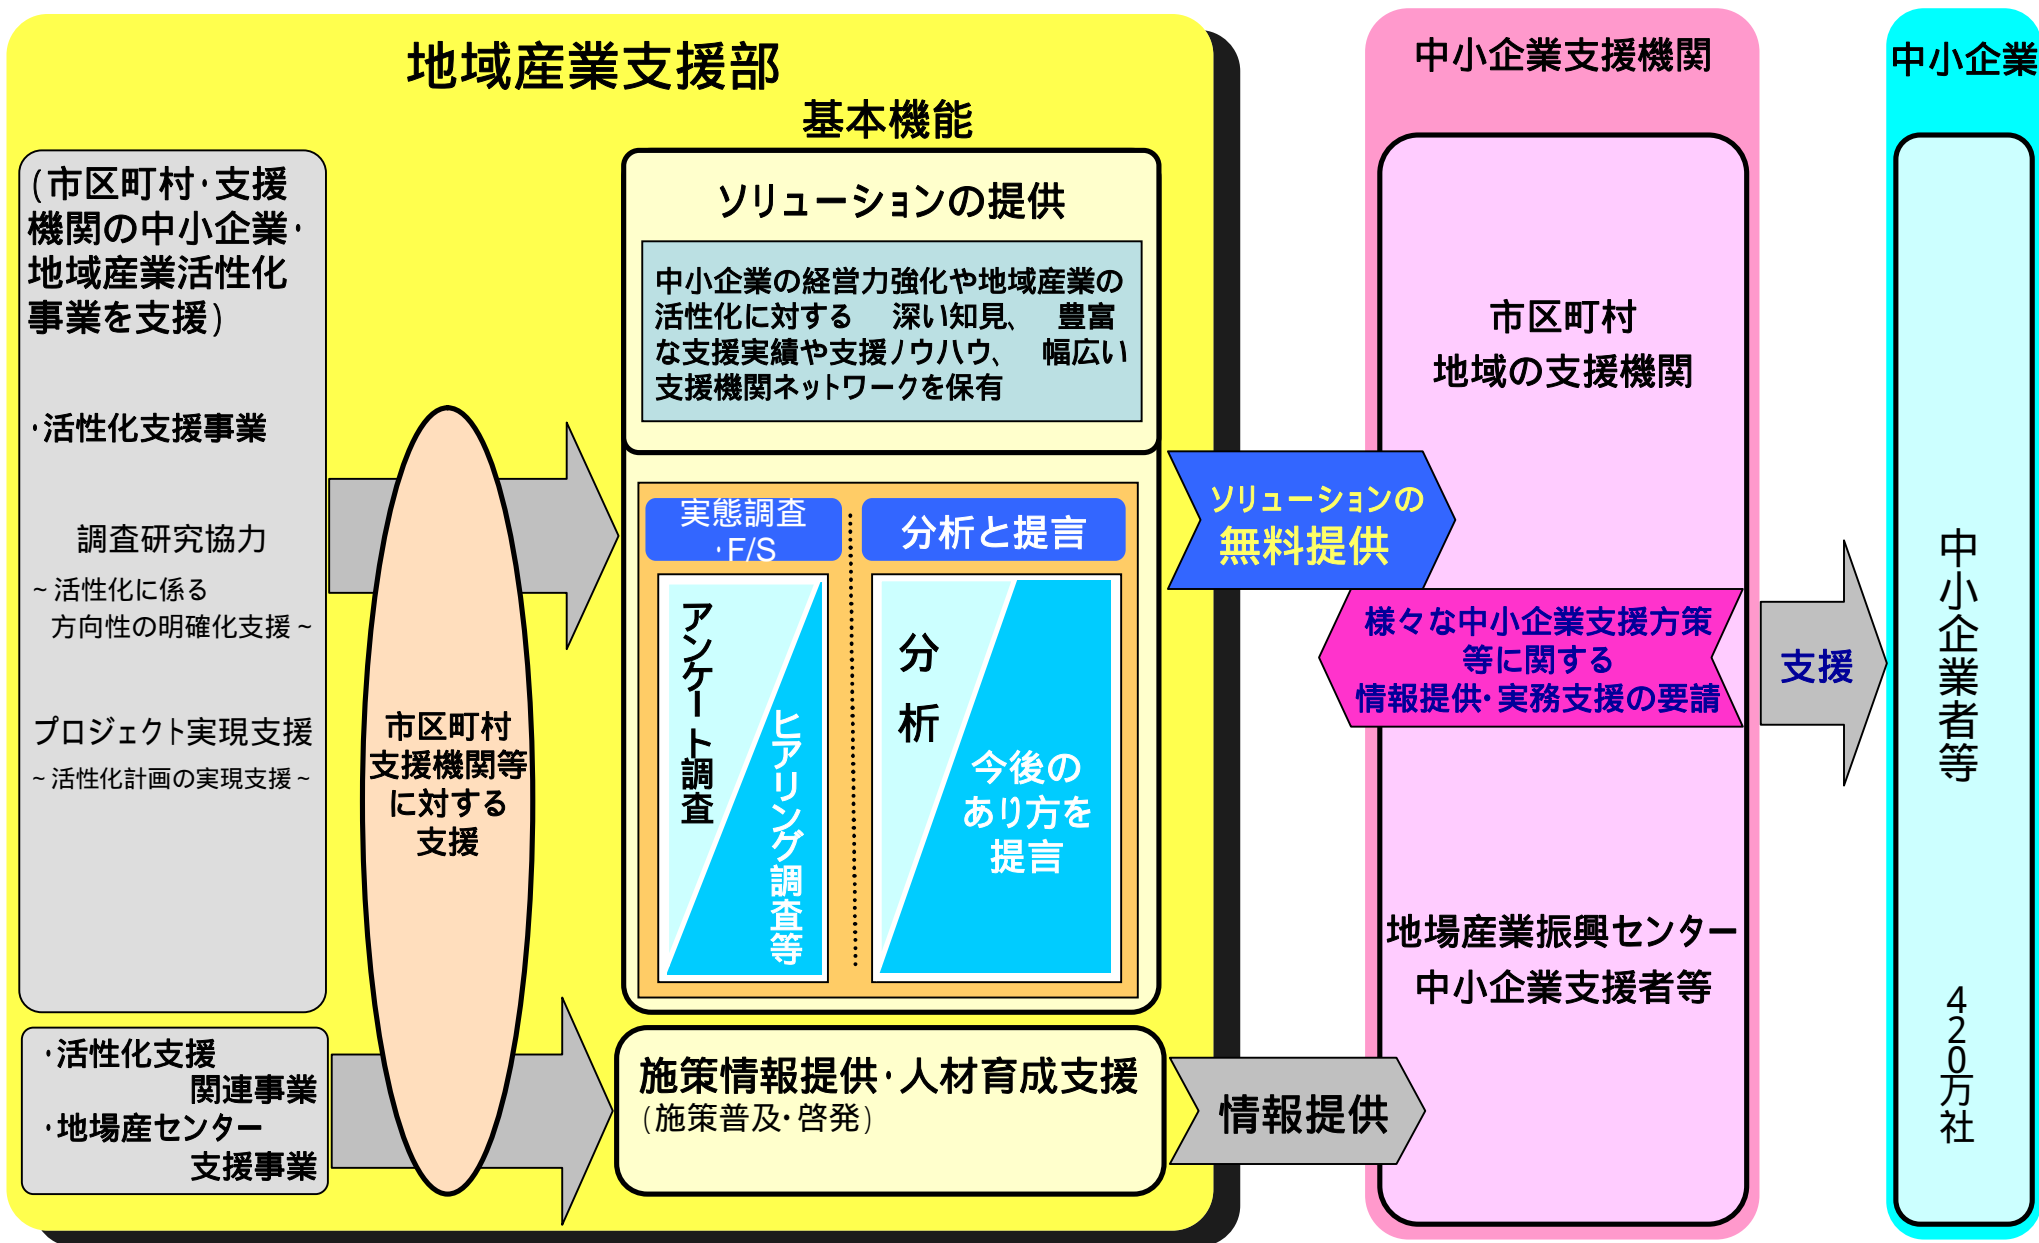 地域産業支援部
基本機能
(市区町村・支援
機関の中小企業・
地域産業活性化
事業を支援)
・活性化支援事業
調査研究協力
~活性化に係る
方向性の明確化支援~
プロジェクト実現支援
~活性化計画の実現支援~
・活性化支援
関連事業
・地場産センター
支援事業
市区町村
支援機関等
に対する
支援
ソリューションの提供
中小企業の経営力強化や地域産業の
活性化に対する 深い知見、 豊富
な支援実績や支援ノウハウ、 幅広い
支援機関ネットワークを保有
実態調査
・F/S
分析と提言
アンケート調査
ヒアリング調査等
分析
今後の
あり方を
提言
施策情報提供・人材育成支援
(施策普及・啓発)
ソリューションの
無料提供
様々な中小企業支援方策
等に関する
情報提供・実務支援の要請
情報提供
中小企業支援機関
市区町村
地域の支援機関
地場産業振興センター
中小企業支援者等
支援
中小企業
中小企業者等
420万社